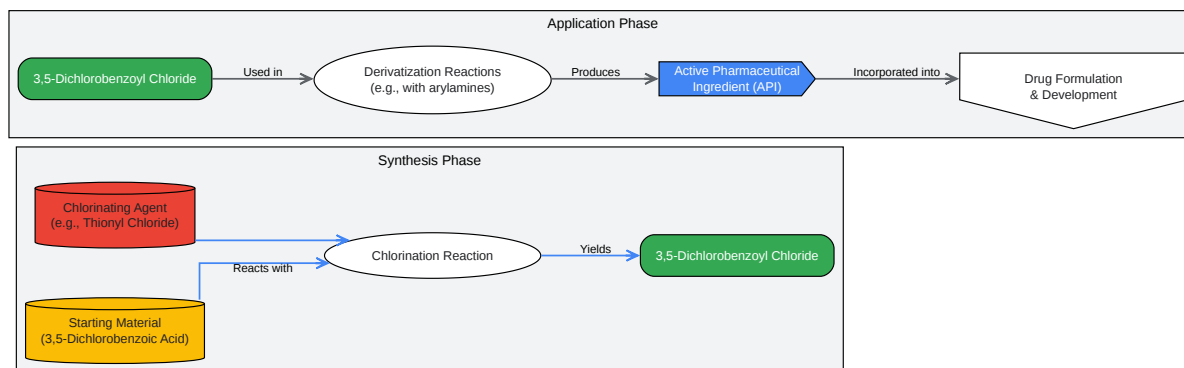 Application Phase
3,5-Dichlorobenzoyl Chloride
Used in
Derivatization Reactions
(e.g., with arylamines)
Produces
Active Pharmaceutical
Ingredient (API)
Incorporated into
Drug Formulation
& Development
Synthesis Phase
Chlorinating Agent
(e.g., Thionyl Chloride)
Reacts with
Chlorination Reaction
Yields
3,5-Dichlorobenzoyl Chloride
Starting Material
(3,5-Dichlorobenzoic Acid)